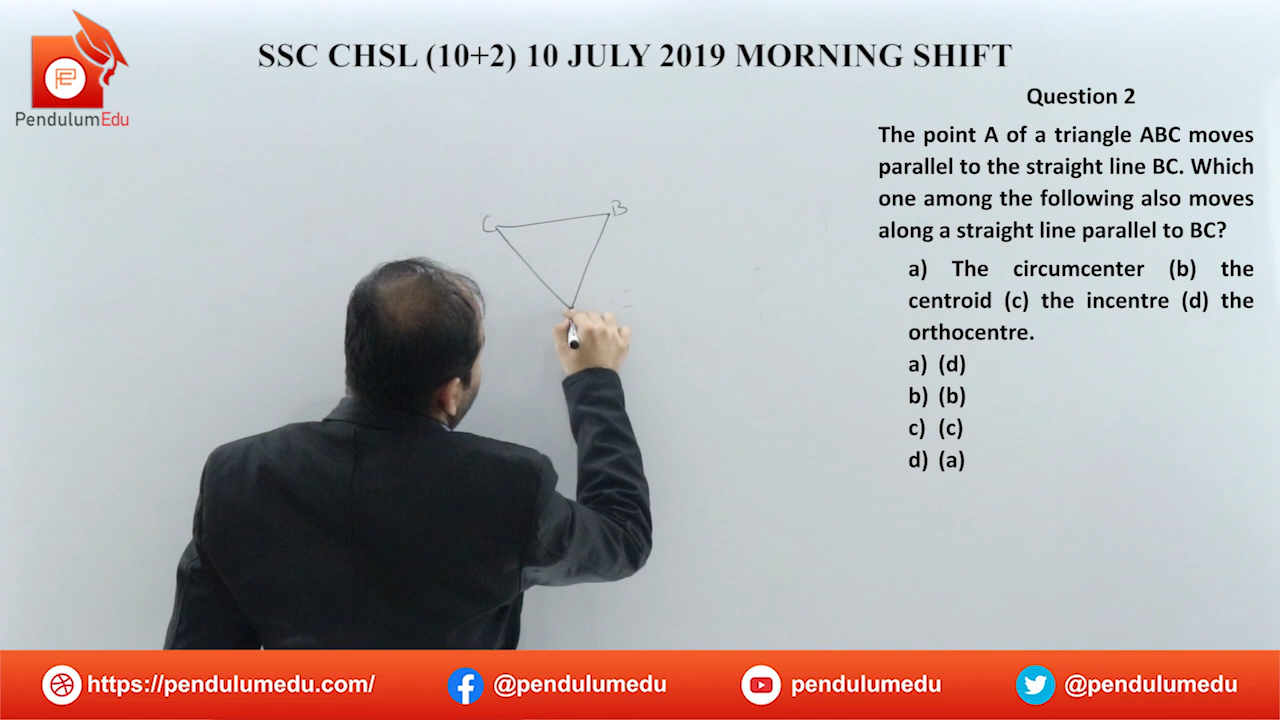 SSC CHSL (10+2) 10 JULY 2019 MORNING SHIFT
PendulumEdu
Question 2
The point A of a triangle ABC moves
parallel to the straight line BC. Which
one among the following also moves
along a straight line parallel to BC?
a) The circumcenter (b) the
centroid (c) the incentre (d) the
orthocentre.
a) (d)
b) (b)
c) (c)
d) (a)
C B
https://pendulumedu.com/ @pendulumedu pendulumedu @pendulumedu